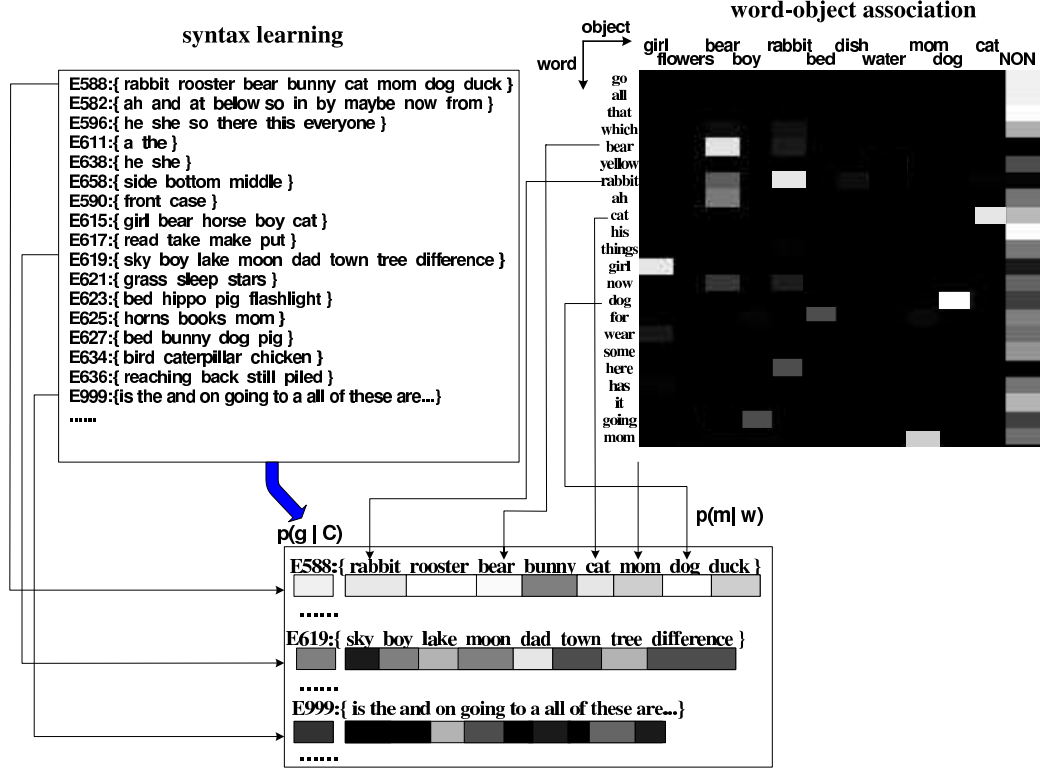 syntax learning
E588:{ rabbit rooster bear bunny cat mom dog duck }
E582:{ ah and at below so in by maybe now from }
E596:{ he she so there this everyone }
E611:{ a the }
E638:{ he she }
E658:{ side bottom middle }
E590:{ front case }
E615:{ girl bear horse boy cat }
E617:{ read take make put }
E619:{ sky boy lake moon dad town tree difference }
E621:{ grass sleep stars }
E623:{ bed hippo pig flashlight }
E625:{ horns books mom }
E627:{ bed bunny dog pig }
E634:{ bird caterpillar chicken }
E636:{ reaching back still piled }
E999:{is the and on going to a all of these are...}
......
word-object association
object
word
girl bear rabbit dish mom cat
flowers boy bed water dog NON
go
all
that
which
bear
yellow
rabbit
ah
cat
his
things
girl
now
dog
for
wear
some
here
has
it
going
mom
p(g | C)
p(m| w)
E588:{ rabbit rooster bear bunny cat mom dog duck }
......
E619:{ sky boy lake moon dad town tree difference }
......
E999:{ is the and on going to a all of these are...}
......